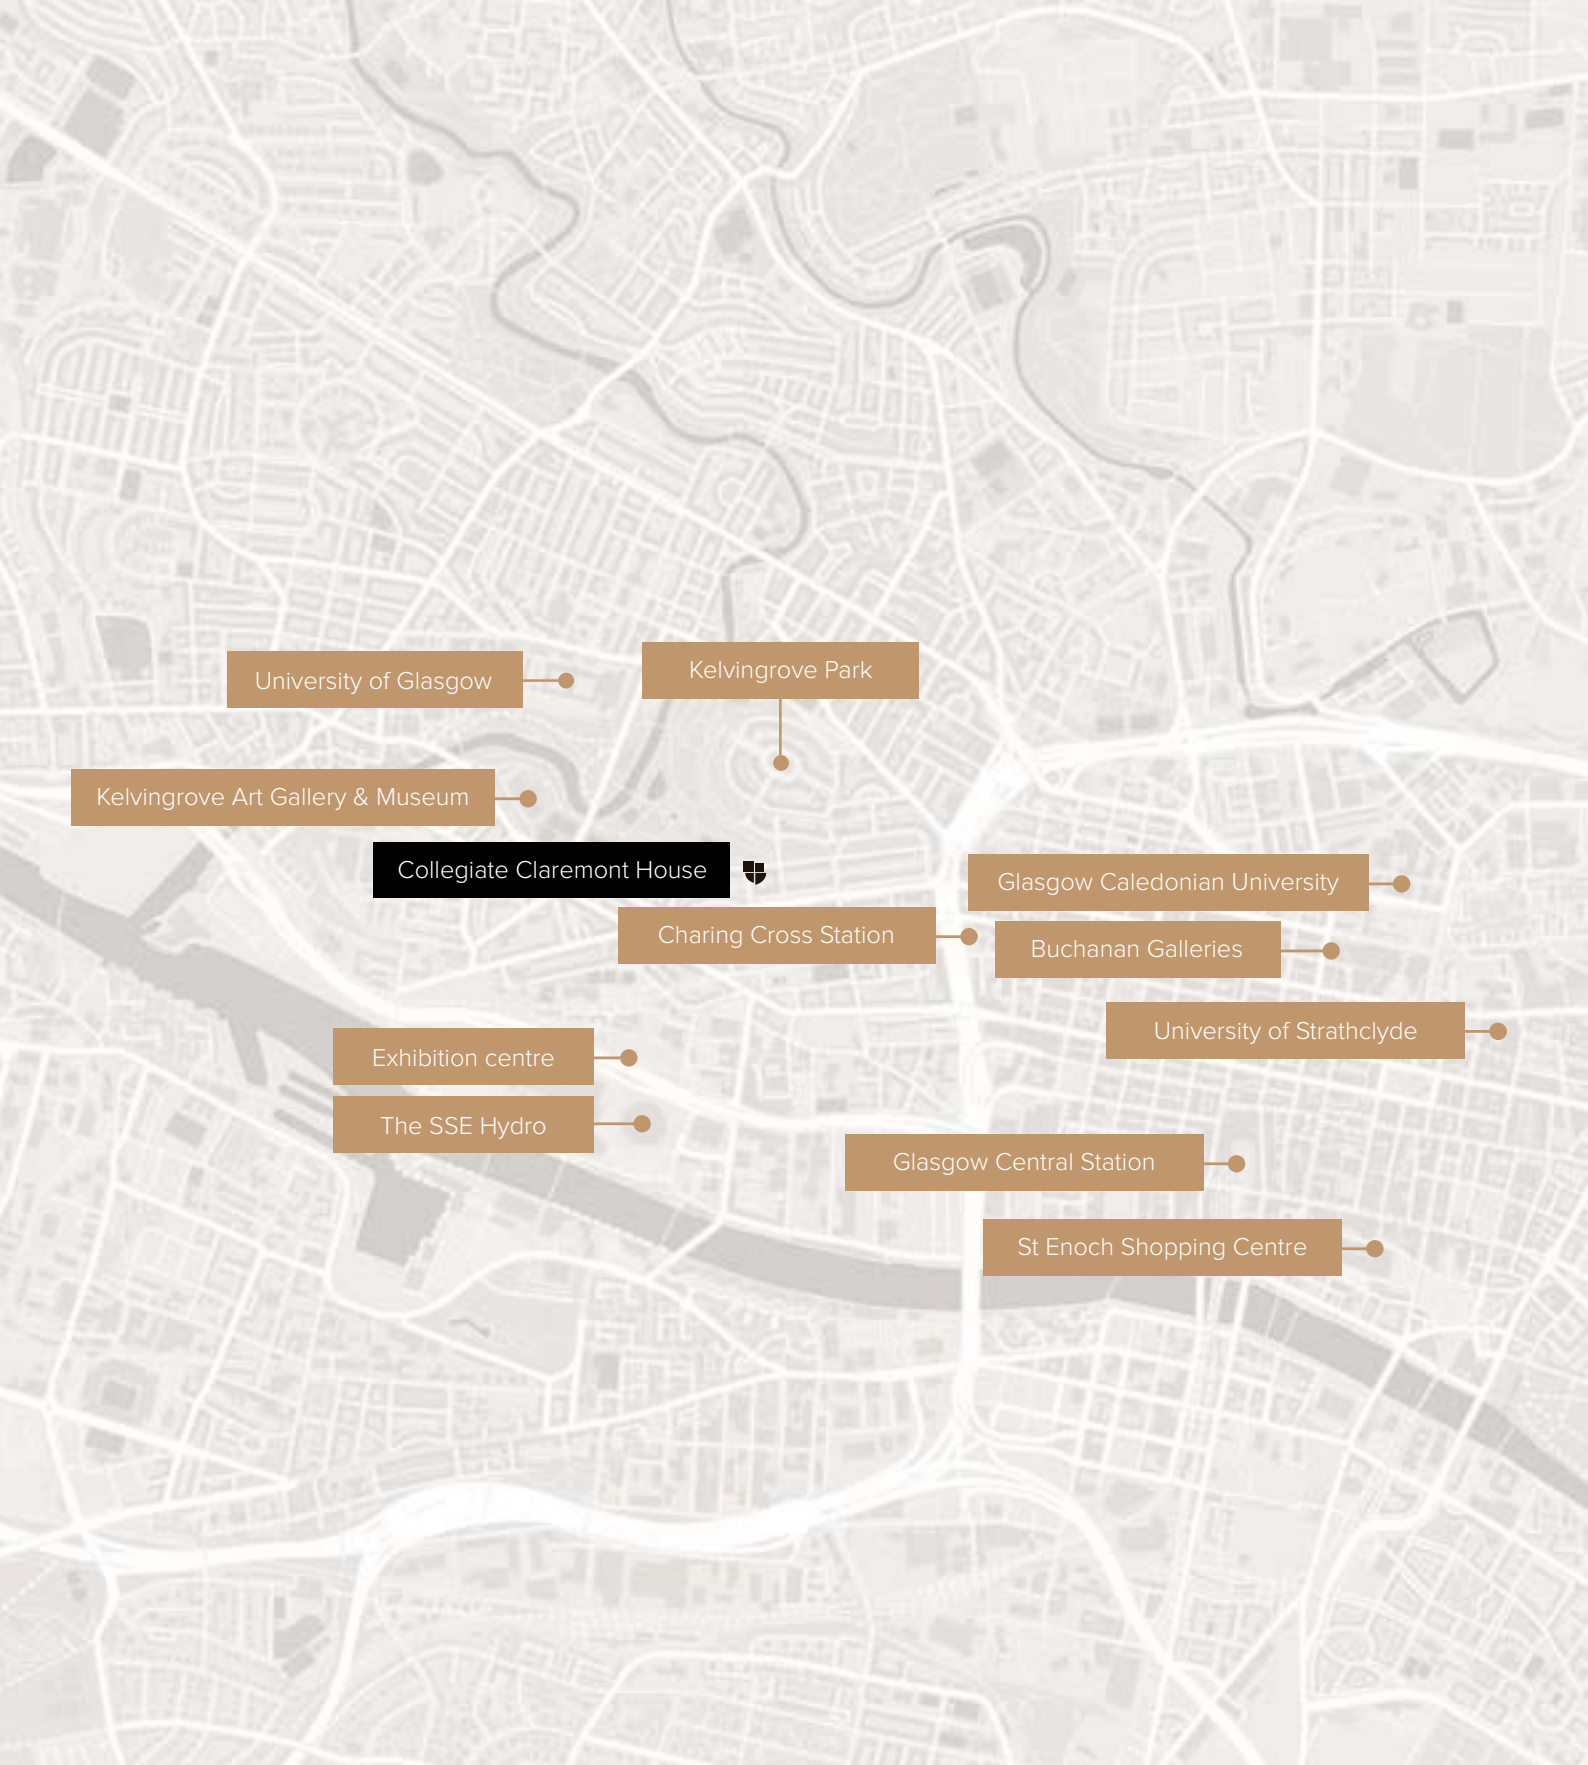 University of Glasgow
Kelvingrove Park
Kelvingrove Art Gallery & Museum
Collegiate Claremont House
Glasgow Caledonian University
Charing Cross Station
Buchanan Galleries
University of Strathclyde
Exhibition centre
The SSE Hydro
Glasgow Central Station
St Enoch Shopping Centre